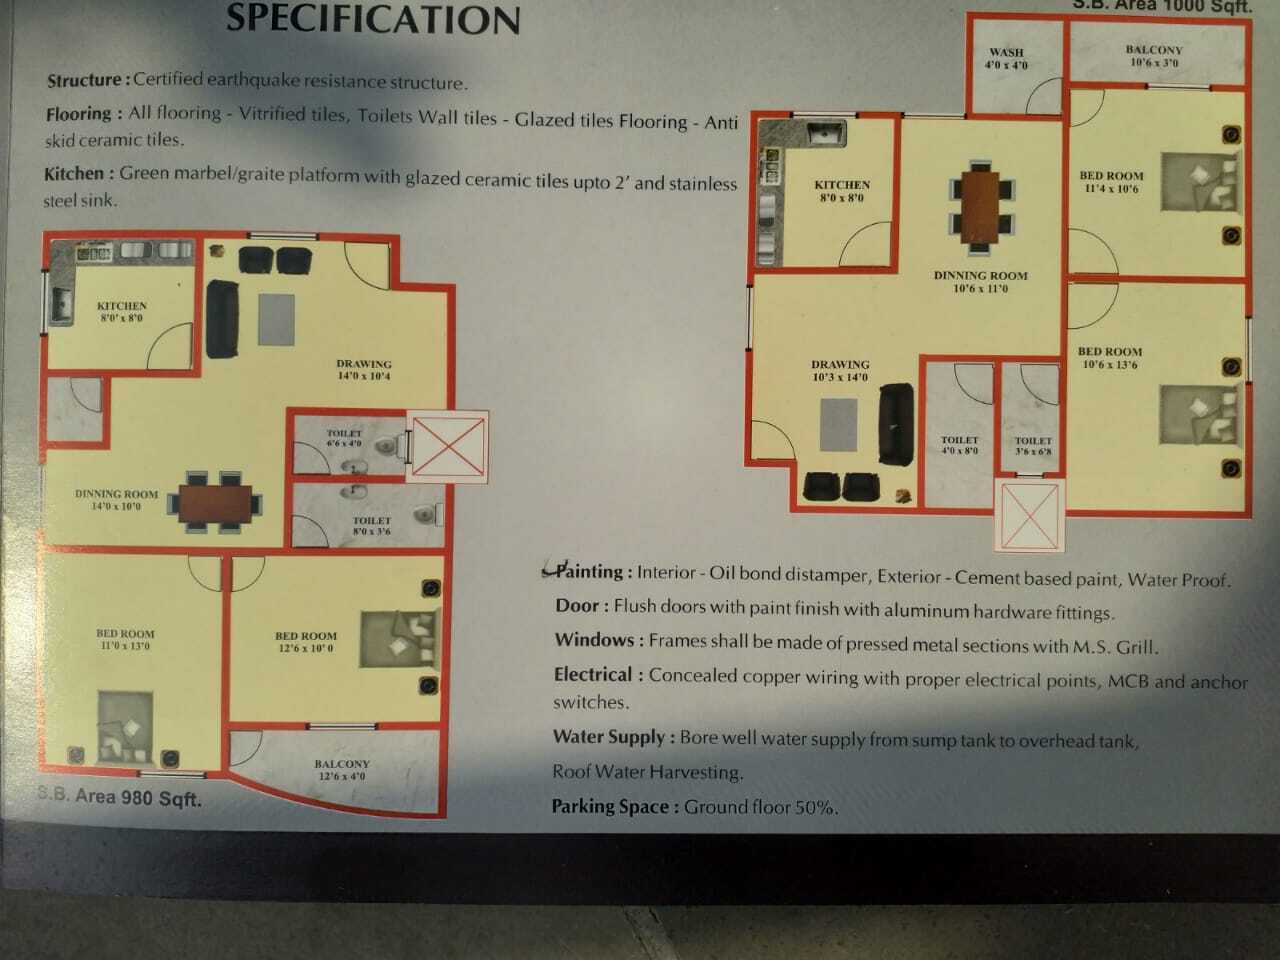 SPECIFICATION
Structure : Certified earthquake resistance structure.
Flooring : All flooring - Vitrified tiles, Toilets Wall tiles - Glazed tiles Flooring - Anti
skid ceramic tiles.
Kitchen : Green marbel/graite platform with glazed ceramic tiles upto 2' and stainless
steel sink.
KITCHEN
8'0' x 8'0
DRAWING
14'0 x 10'4
TOILET
6'6 x 4'0
DINNING ROOM
14'0 x 10'0
TOILET
8'0 x 3'6
BED ROOM
11'0 x 13'0
BED ROOM
12'6 x 10' 0
BALCONY
12'6 x 4'0
S.B. Area 980 Sqft.
S.B. Area 1000 Sqft.
WASH
4'0 x 4'0
BALCONY
10'6 x 3'0
KITCHEN
8'0 x 8'0
BED ROOM
11'4 x 10'6
DINNING ROOM
10'6 x 11'0
DRAWING
10'3 x 14'0
BED ROOM
10'6 x 13'6
TOILET
4'0 x 8'0
TOILET
3'6 x 6'8
Painting : Interior - Oil bond distamper, Exterior - Cement based paint, Water Proof.
Door : Flush doors with paint finish with aluminum hardware fittings.
Windows : Frames shall be made of pressed metal sections with M.S. Grill.
Electrical : Concealed copper wiring with proper electrical points, MCB and anchor
switches.
Water Supply : Bore well water supply from sump tank to overhead tank,
Roof Water Harvesting.
Parking Space : Ground floor 50%.